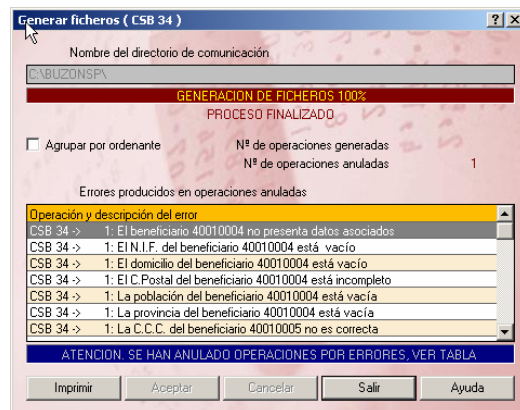 Generar ficheros ( CSB 34 )
Nombre del directorio de comunicación
C:\BUZONSP\
GENERACION DE FICHEROS 100%
PROCESO FINALIZADO
Agrupar por ordenante
Nº de operaciones generadas
Nº de operaciones anuladas 1
Errores producidos en operaciones anuladas
Operación y descripción del error
CSB 34 -> 1: El beneficiario 40010004 no presenta datos asociados
CSB 34 -> 1: El N.I.F. del beneficiario 40010004 está vacío
CSB 34 -> 1: El domicilio del beneficiario 40010004 está vacío
CSB 34 -> 1: El C.Postal del beneficiario 40010004 está incompleto
CSB 34 -> 1: La población del beneficiario 40010004 está vacía
CSB 34 -> 1: La provincia del beneficiario 40010004 está vacía
CSB 34 -> 1: La C.C.C. del beneficiario 40010005 no es correcta
ATENCION. SE HAN ANULADO OPERACIONES POR ERRORES, VER TABLA
Imprimir Aceptar Cancelar Salir Ayuda